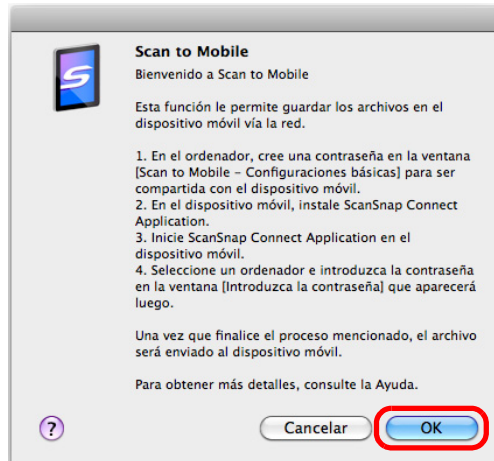 Scan to Mobile
Bienvenido a Scan to Mobile
Esta función le permite guardar los archivos en el
dispositivo móvil vía la red.
1. En el ordenador, cree una contraseña en la ventana
[Scan to Mobile – Configuraciones básicas] para ser
compartida con el dispositivo móvil.
2. En el dispositivo móvil, instale ScanSnap Connect
Application.
3. Inicie ScanSnap Connect Application en el
dispositivo móvil.
4. Seleccione un ordenador e introduzca la contraseña
en la ventana [Introduzca la contraseña] que aparecerá
luego.
Una vez que finalice el proceso mencionado, el archivo
será enviado al dispositivo móvil.
Para obtener más detalles, consulte la Ayuda.
?
Cancelar
OK